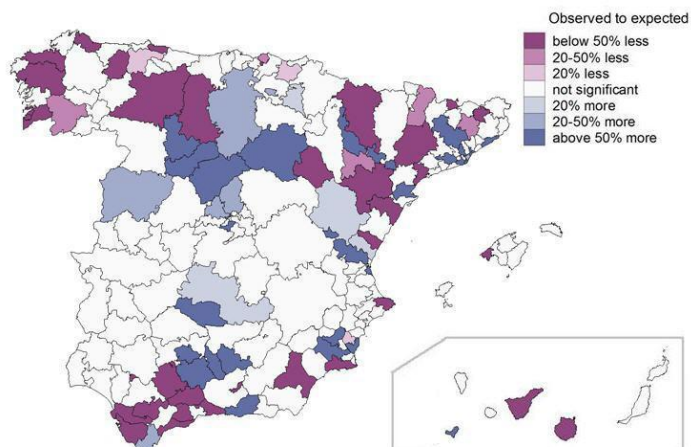 Observed to expected
below 50% less
20-50% less
20% less
not significant
20% more
20-50% more
above 50% more